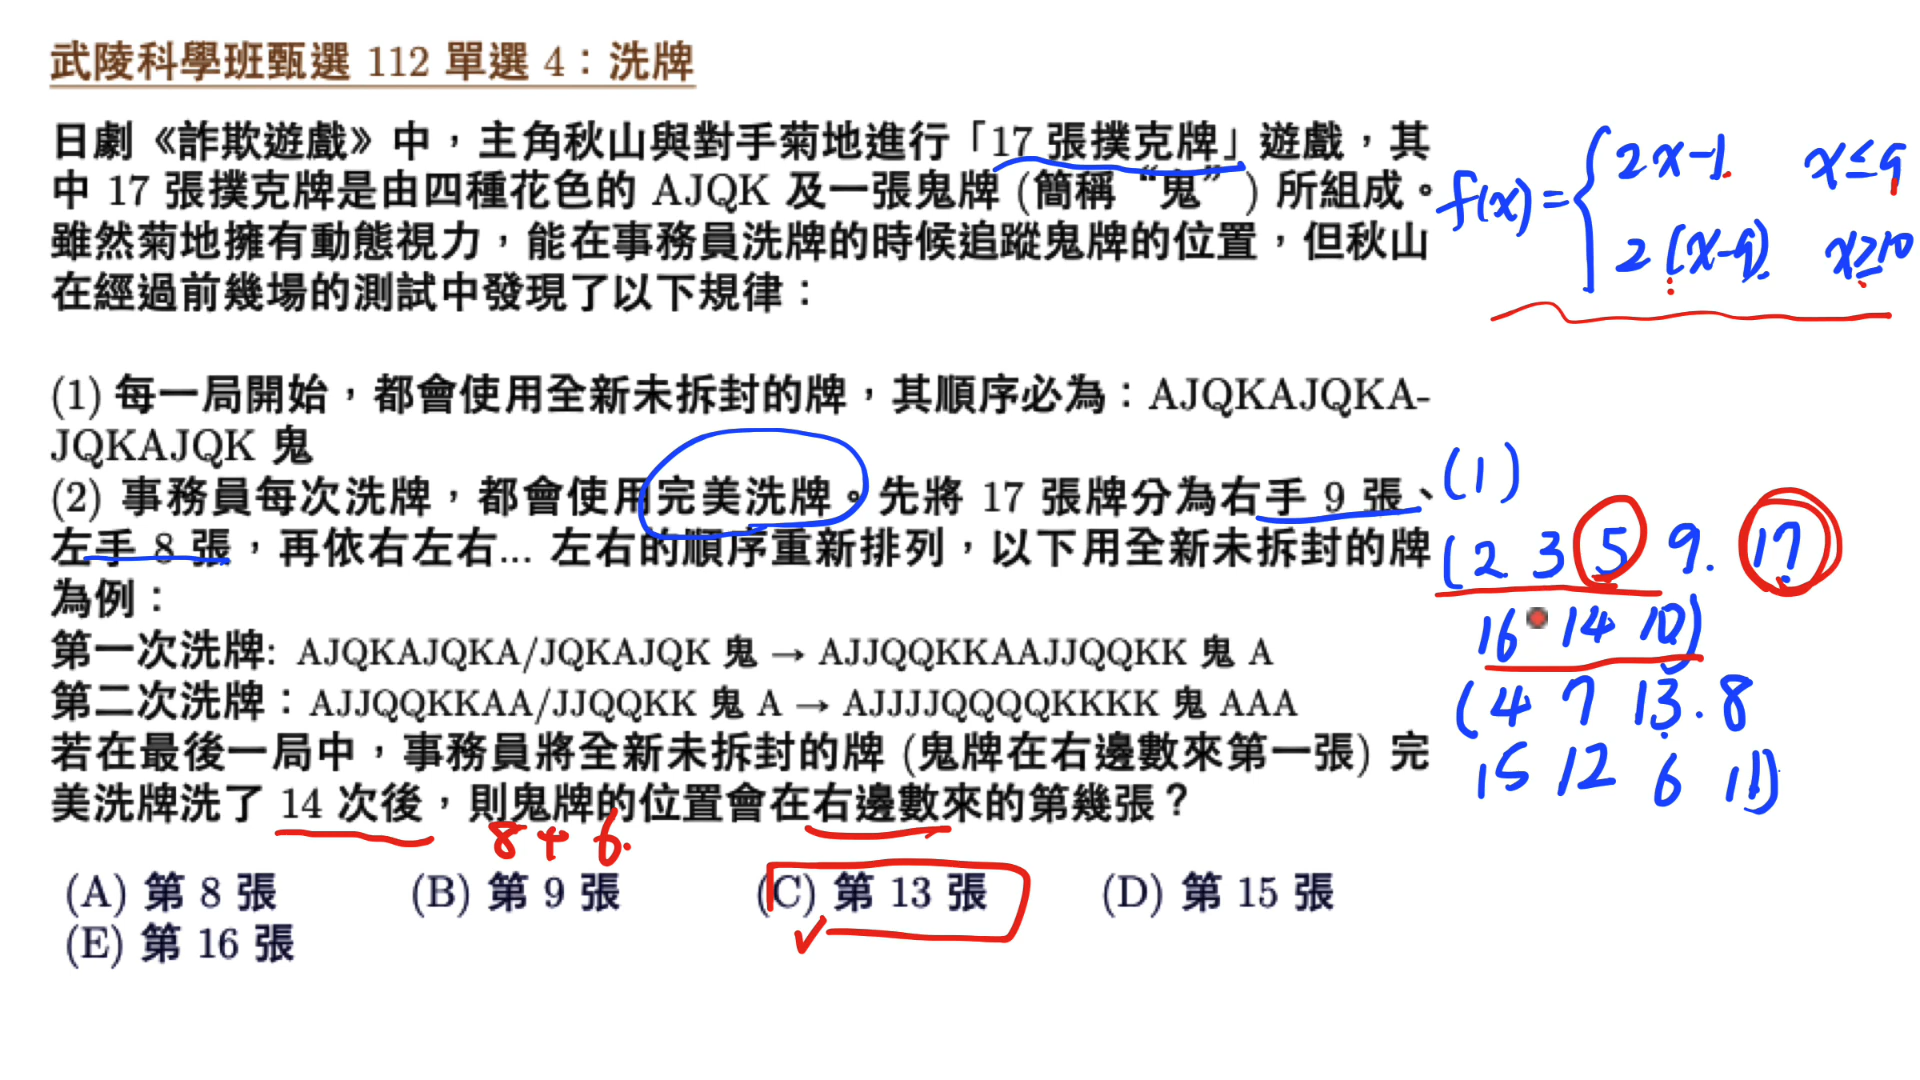 武陵科學班甄選 112 單選 4：洗牌
日劇《詐欺遊戲》中，主角秋山與對手菊地進行「17 張撲克牌」遊戲，其
中 17 張撲克牌是由四種花色的 AJQK 及一張鬼牌 (簡稱 “鬼” ) 所組成。
雖然菊地擁有動態視力，能在事務員洗牌的時候追蹤鬼牌的位置，但秋山
在經過前幾場的測試中發現了以下規律：
f(x)= { 2x-1 x≤9
2(x-9) x≥10
(1) 每一局開始，都會使用全新未拆封的牌，其順序必為：AJQKAJQKA-
JQKAJQK 鬼
(2) 事務員每次洗牌，都會使用完美洗牌。先將 17 張牌分為右手 9 張、
左手 8 張，再依右左右... 左右的順序重新排列，以下用全新未拆封的牌
為例：
第一次洗牌: AJQKAJQKA/JQKAJQK 鬼 → AJJQQKKAAJJQQKK 鬼 A
第二次洗牌：AJJQQKKAA/JJQQKK 鬼 A → AJJJJQQQQKKKK 鬼 AAA
若在最後一局中，事務員將全新未拆封的牌 (鬼牌在右邊數來第一張) 完
美洗牌洗了 14 次後，則鬼牌的位置會在右邊數來的第幾張？
(1)
(2 3 5 9. 17
16 14 10)
(4 7 13. 8
15 12 6 11)
8+6.
(A) 第 8 張 (B) 第 9 張 (C) 第 13 張 (D) 第 15 張
(E) 第 16 張